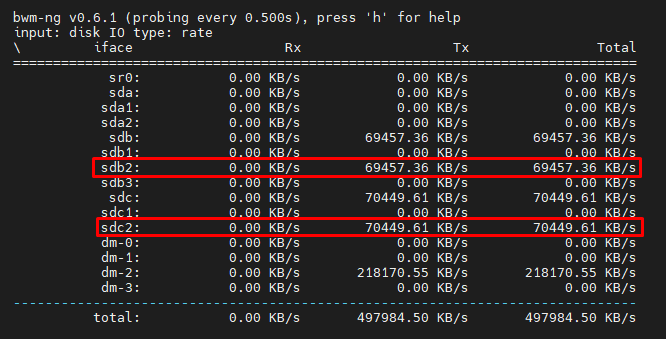 bwm-ng v0.6.1 (probing every 0.500s), press 'h' for help
input: disk IO type: rate
\ iface Rx Tx Total
==============================================================================
sr0: 0.00 KB/s 0.00 KB/s 0.00 KB/s
sda: 0.00 KB/s 0.00 KB/s 0.00 KB/s
sda1: 0.00 KB/s 0.00 KB/s 0.00 KB/s
sda2: 0.00 KB/s 0.00 KB/s 0.00 KB/s
sdb: 0.00 KB/s 69457.36 KB/s 69457.36 KB/s
sdb1: 0.00 KB/s 0.00 KB/s 0.00 KB/s
sdb2: 0.00 KB/s 69457.36 KB/s 69457.36 KB/s
sdb3: 0.00 KB/s 0.00 KB/s 0.00 KB/s
sdc: 0.00 KB/s 70449.61 KB/s 70449.61 KB/s
sdc1: 0.00 KB/s 0.00 KB/s 0.00 KB/s
sdc2: 0.00 KB/s 70449.61 KB/s 70449.61 KB/s
dm-0: 0.00 KB/s 0.00 KB/s 0.00 KB/s
dm-1: 0.00 KB/s 0.00 KB/s 0.00 KB/s
dm-2: 0.00 KB/s 218170.55 KB/s 218170.55 KB/s
dm-3: 0.00 KB/s 0.00 KB/s 0.00 KB/s
------------------------------------------------------------------------------
total: 0.00 KB/s 497984.50 KB/s 497984.50 KB/s